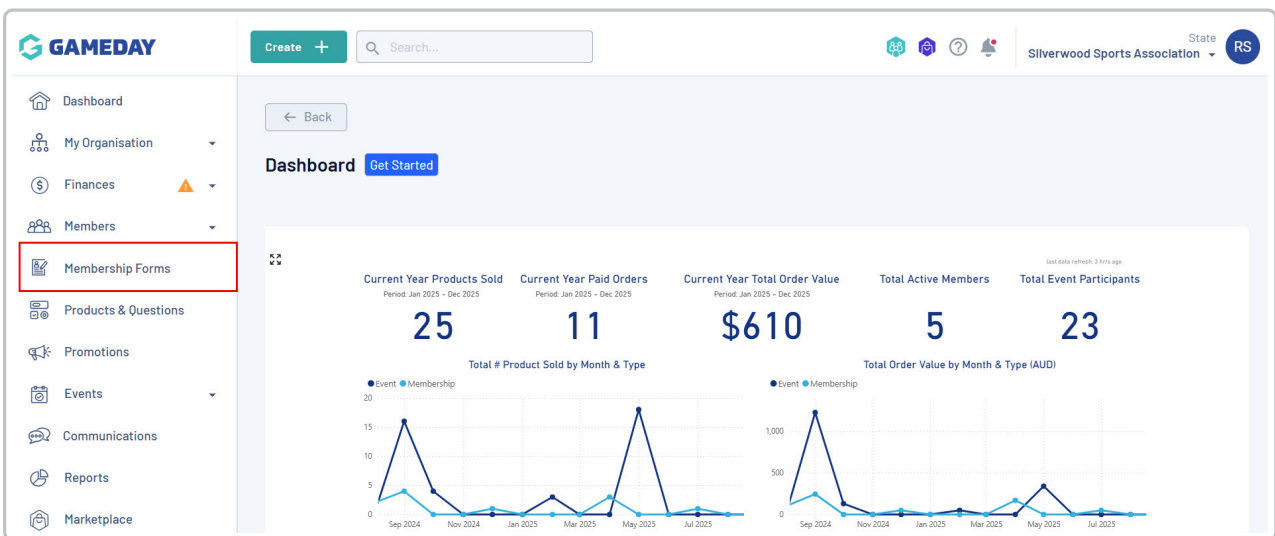 GAMEDAY
Create +
Search...
State
Silverwood Sports Association
RS
Dashboard
My Organisation
Finances
Members
Membership Forms
Products & Questions
Promotions
Events
Communications
Reports
Marketplace
← Back
Dashboard Get Started
last data refresh: 3 hrs ago
Current Year Products Sold Current Year Paid Orders Current Year Total Order Value Total Active Members Total Event Participants
Period: Jan 2025 - Dec 2025 Period: Jan 2025 - Dec 2025 Period: Jan 2025 - Dec 2025
25 11 $610 5 23
Total # Product Sold by Month & Type
Event Membership
20
15
10
5
0
Sep 2024 Nov 2024 Jan 2025 Mar 2025 May 2025 Jul 2025
Total Order Value by Month & Type (AUD)
Event Membership
1,000
500
0
Sep 2024 Nov 2024 Jan 2025 Mar 2025 May 2025 Jul 2025